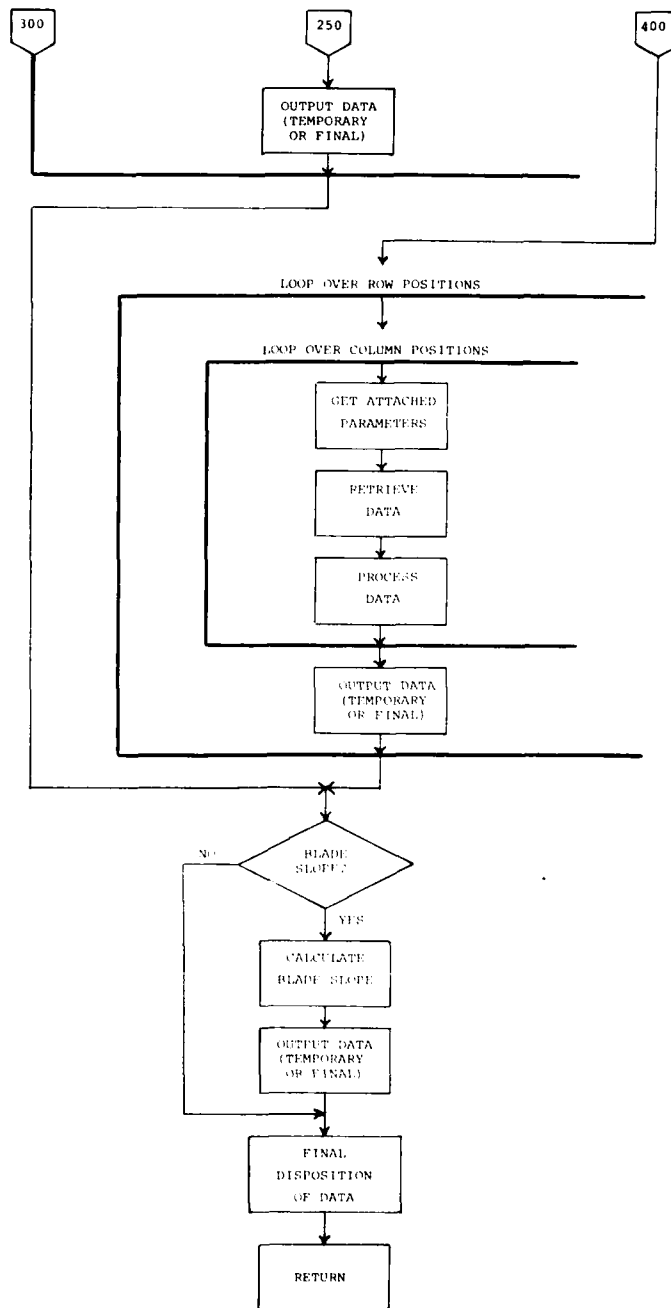 300
250
400
OUTPUT DATA
(TEMPORARY
OR FINAL)
LOOP OVER ROW POSITIONS
LOOP OVER COLUMN POSITIONS
GET ATTACHED
PARAMETERS
RETRIEVE
DATA
PROCESS
DATA
OUTPUT DATA
(TEMPORARY
OR FINAL)
BLADE
SLOPE?
NO
YES
CALCULATE
BLADE SLOPE
OUTPUT DATA
(TEMPORARY
OR FINAL)
FINAL
DISPOSITION
OF DATA
RETURN